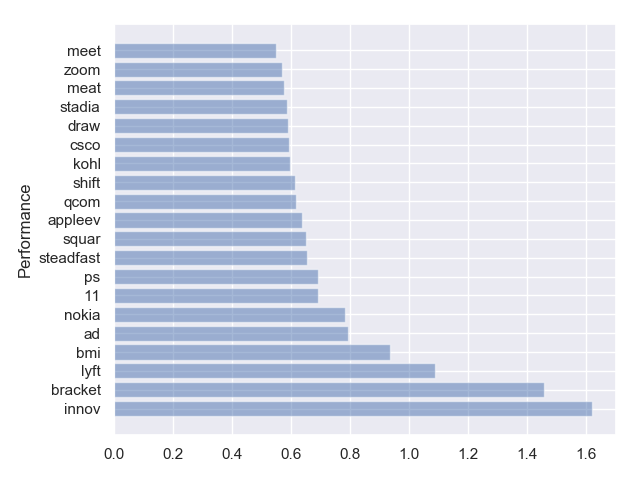 meet
zoom
meat
stadia
draw
csco
kohl
shift
qcom
appleev
squar
steadfast
ps
11
nokia
ad
bmi
lyft
bracket
innov
Performance
0.0 0.2 0.4 0.6 0.8 1.0 1.2 1.4 1.6